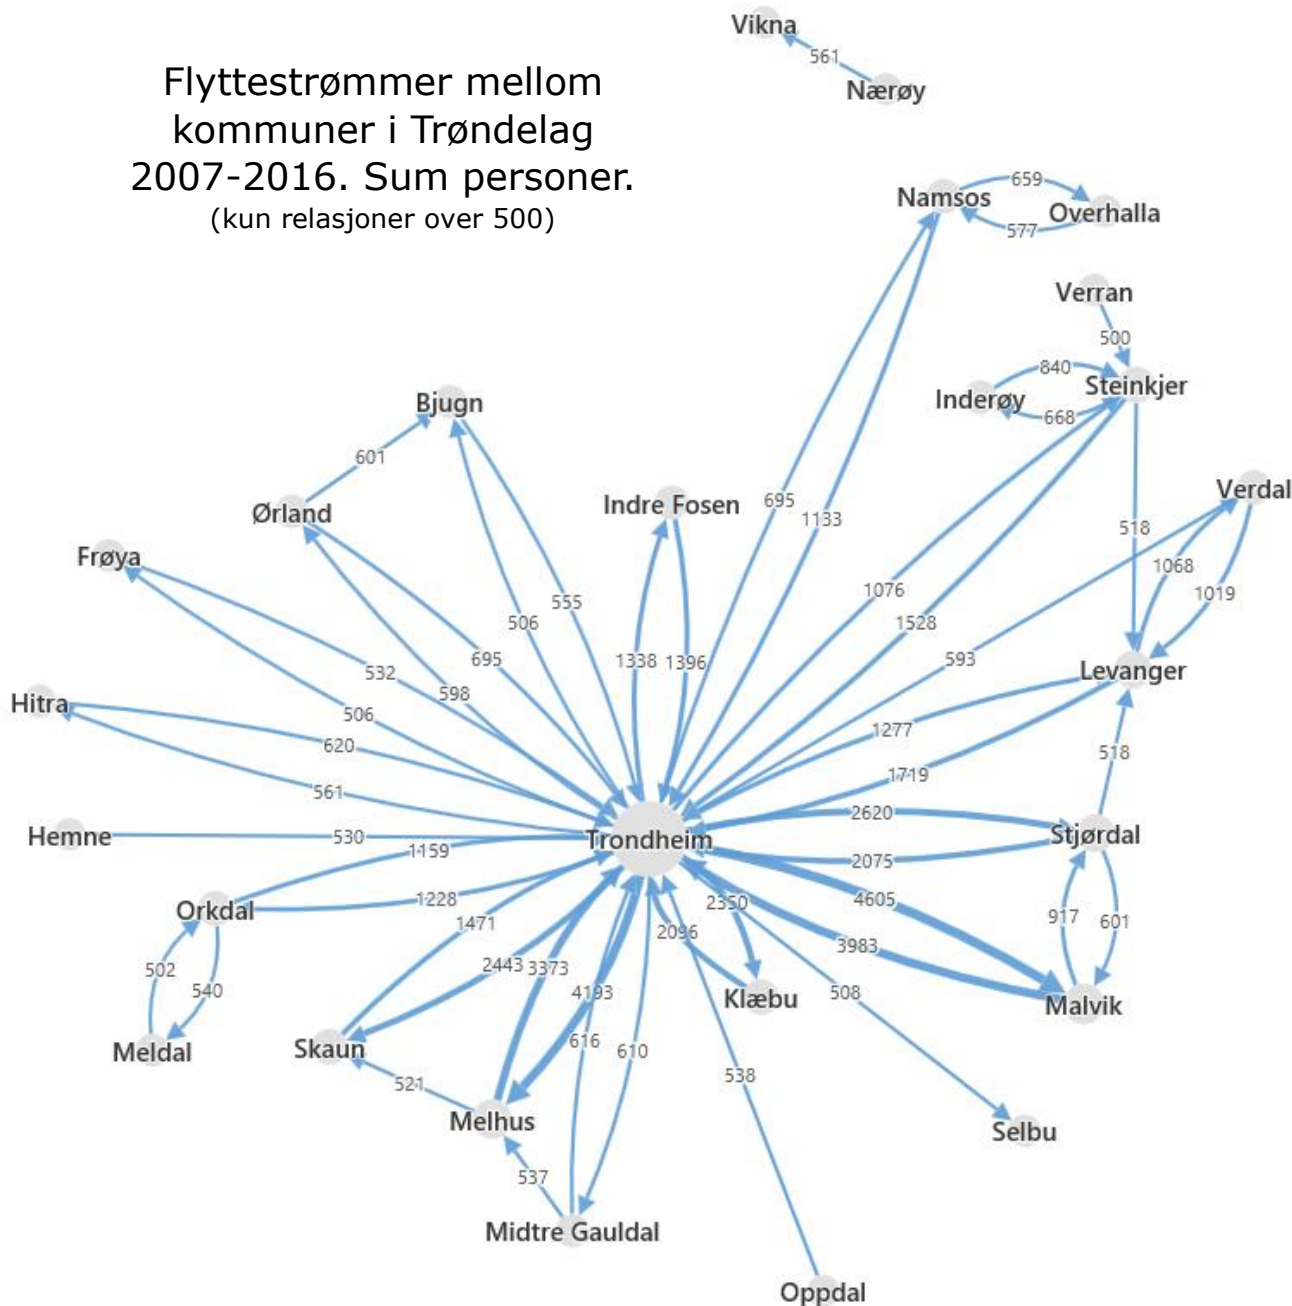 Vikna
561
Nærøy
Flyttestrømmer mellom
kommuner i Trøndelag
2007-2016. Sum personer.
(kun relasjoner over 500)
659
Namsos
Overhalla
577
Verran
500
840
Steinkjer
Inderøy
668
Bjugn
601
Verdal
Indre Fosen
695
Ørland
1133
518
Frøya
1068
1076
1019
555
506
1528
695
1338
1396
593
532
Levanger
598
Hitra
506
1277
620
518
1719
561
2620
Hemne
530
Trondheim
Stjørdal
1159
2075
1228
4605
Orkdal
2350
917
601
1471
2096
3983
502
2443
3373
540
4193
Klæbu
508
Malvik
616
610
Meldal
Skaun
538
521
Melhus
Selbu
537
Midtre Gauldal
Oppdal